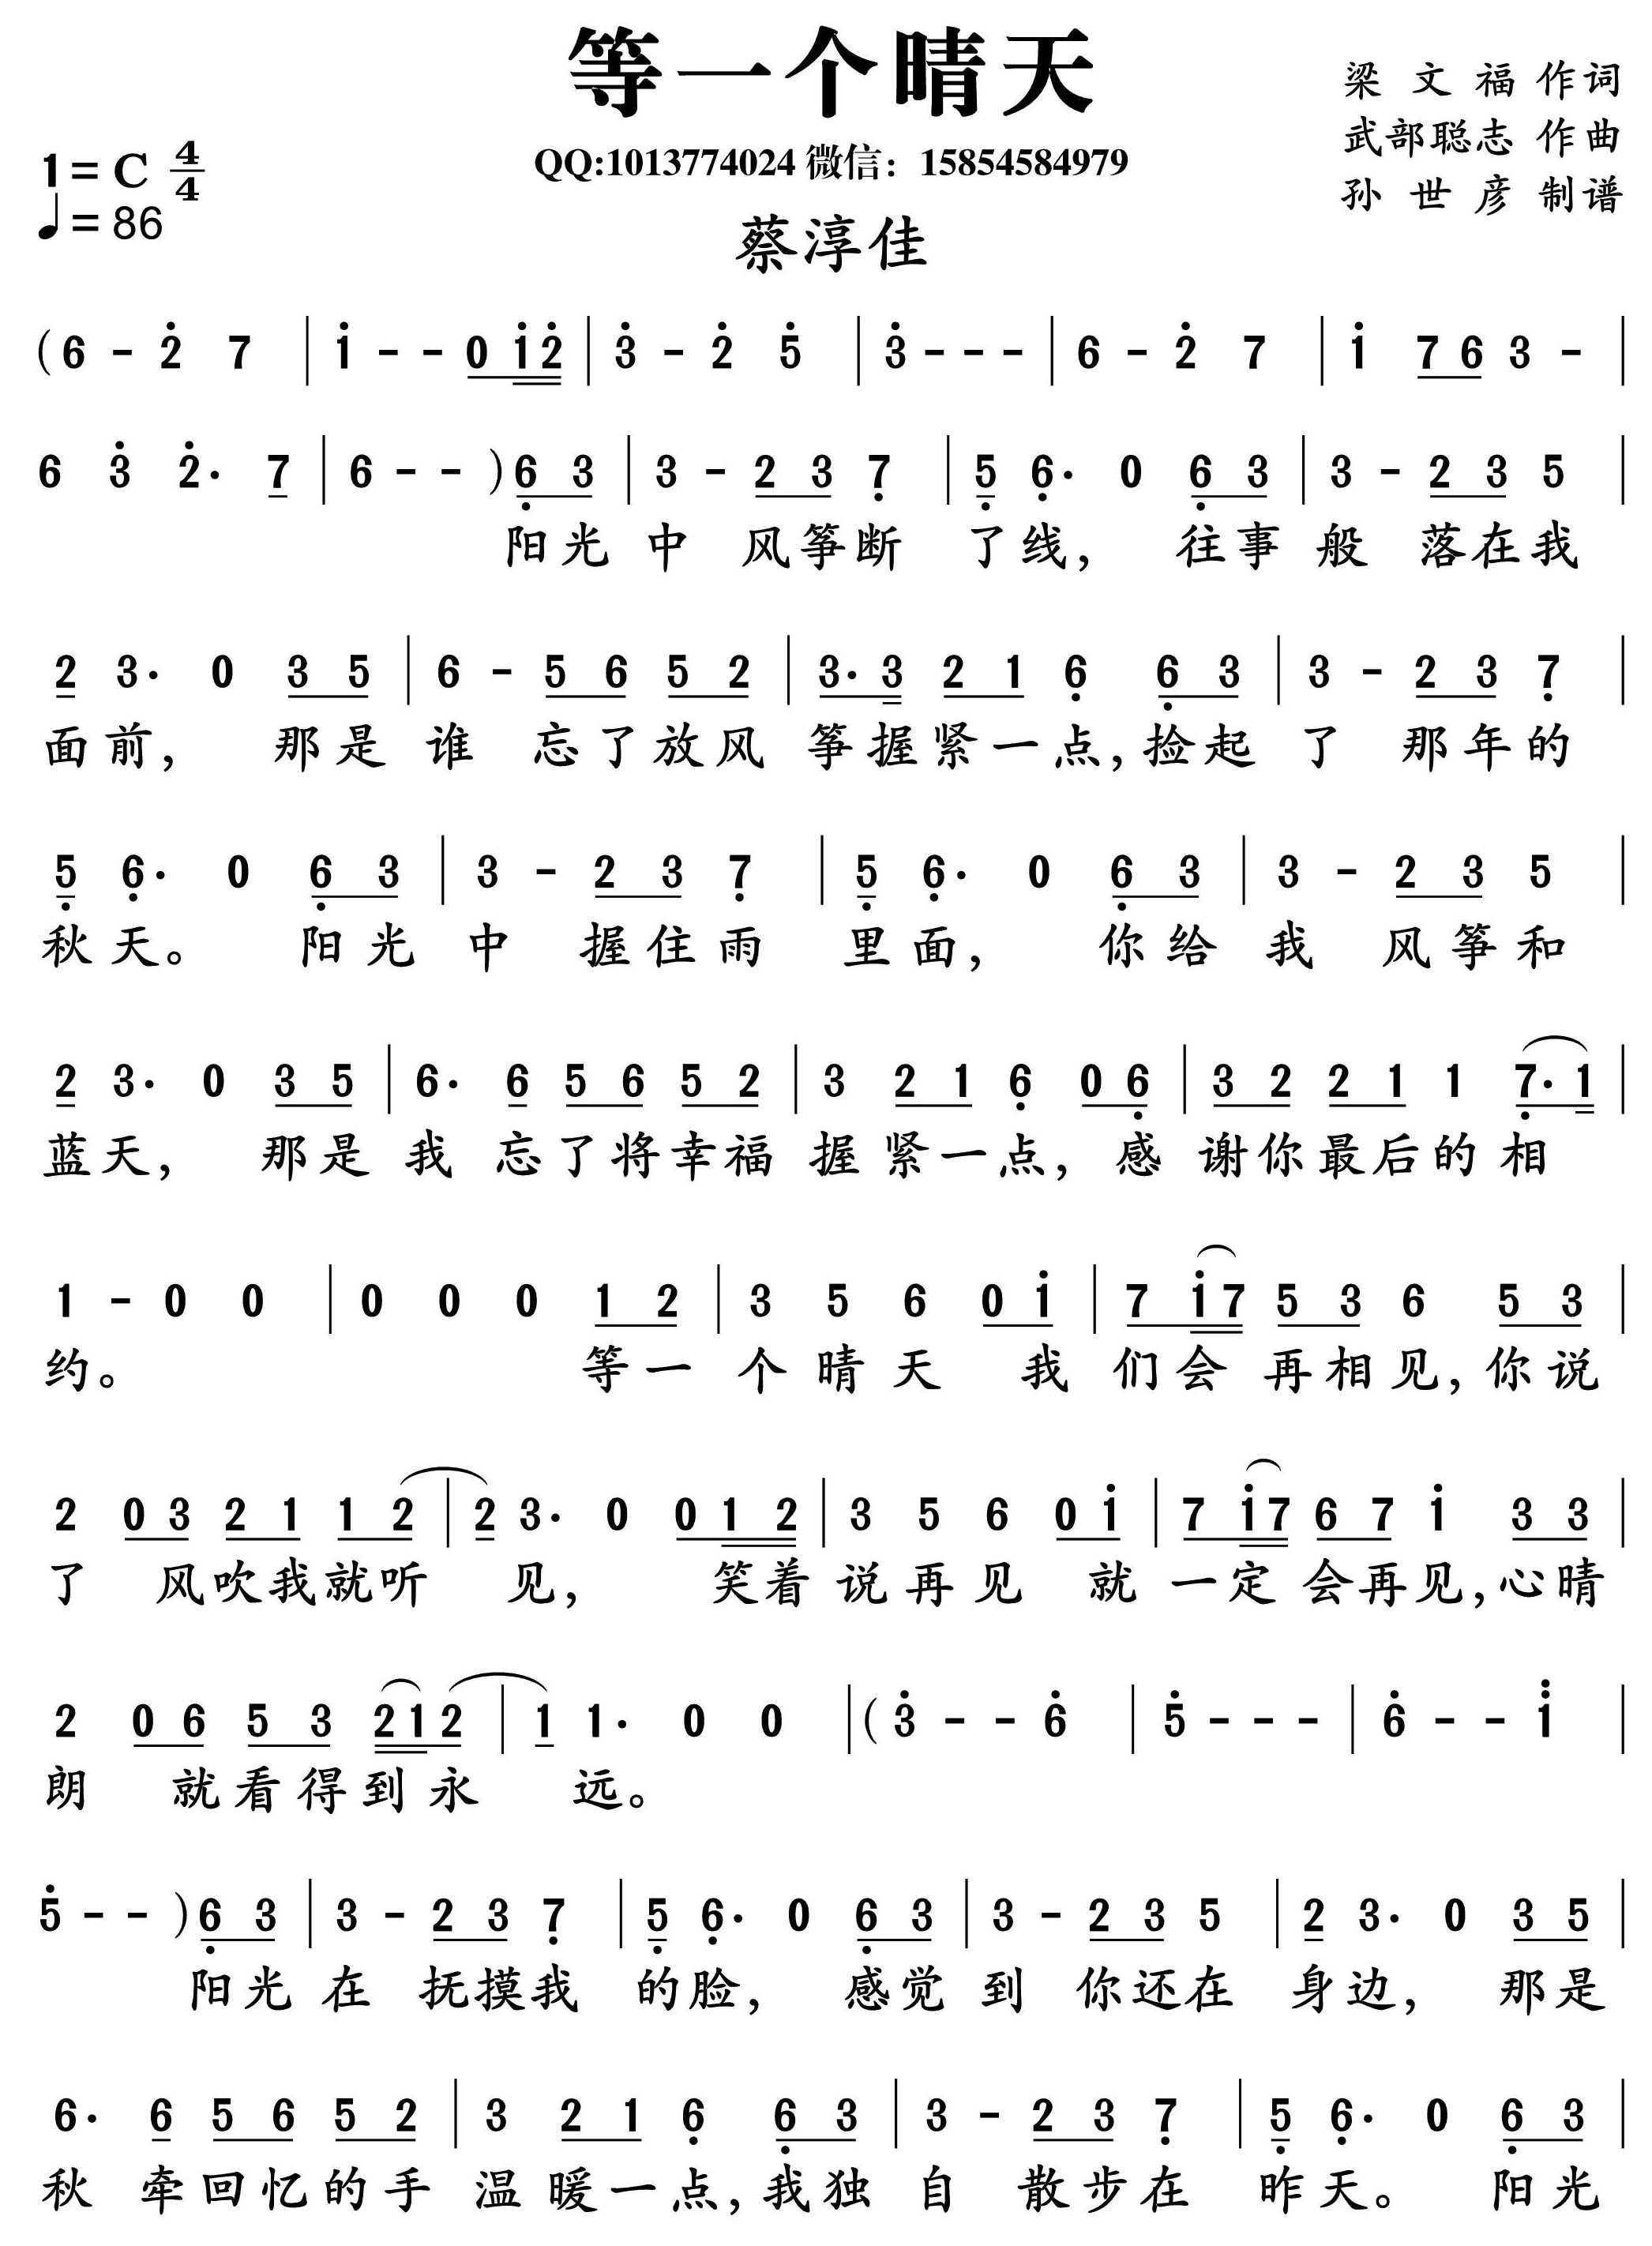 等一个晴天
梁文福 作词
武部聪志 作曲
孙世彦 制谱
QQ:1013774024 微信：15854584979
1=C 4/4
♩=86
蔡淳佳
(6 - 2̇ 7 | 1̇ - - 0 1̇ 2̇ | 3̇ - 2̇ 5̇ | 3̇ - - - | 6 - 2̇ 7 | 1̇ 7 6 3 - |
6 3̇ 2̇· 7 | 6 - - ) 6̣ 3 | 3 - 2 3 7̣ | 5̣ 6̣· 0 6̣ 3 | 3 - 2 3 5 |
阳光 中 风筝断 了线， 往事 般 落在我
2 3· 0 3 5 | 6 - 5 6 5 2 | 3· 3 2 1 6̣ 6̣ 3 | 3 - 2 3 7̣ |
面前， 那是 谁 忘了放风 筝握紧一点，捡起 了 那年的
5̣ 6̣· 0 6̣ 3 | 3 - 2 3 7̣ | 5̣ 6̣· 0 6̣ 3 | 3 - 2 3 5 |
秋天。 阳光 中 握住雨 里面， 你给 我 风筝和
2 3· 0 3 5 | 6· 6 5 6 5 2 | 3 2 1 6̣ 0 6̣ | 3 2 2 1 1 7̣· 1 |
蓝天， 那是 我 忘了将幸福 握紧一点，感 谢你最后的相
1 - 0 0 | 0 0 0 1 2 | 3 5 6 0 1̇ | 7 1̇ 7 5 3 6 5 3 |
约。 等一 个晴天 我 们会 再相见，你说
2 0 3 2 1 1 2 | 2 3· 0 0 1 2 | 3 5 6 0 1̇ | 7 1̇ 7 6 7 1̇ 3 3 |
了 风吹我就听 见， 笑着 说再见 就 一定 会再见，心晴
2 0 6 5 3 2 1 2 | 1 1· 0 0 | (3̇ - - 6̇ | 5̇ - - - | 6̇ - - 1̇̇ |
朗 就看得到永 远。
5̇ - - ) 6̣ 3 | 3 - 2 3 7̣ | 5̣ 6̣· 0 6̣ 3 | 3 - 2 3 5 | 2 3· 0 3 5 |
阳光 在 抚摸我 的脸， 感觉 到 你还在 身边， 那是
6· 6 5 6 5 2 | 3 2 1 6̣ 6̣ 3 | 3 - 2 3 7̣ | 5̣ 6̣· 0 6̣ 3 |
秋 牵回忆的手 温暖一点，我独 自 散步在 昨天。 阳光